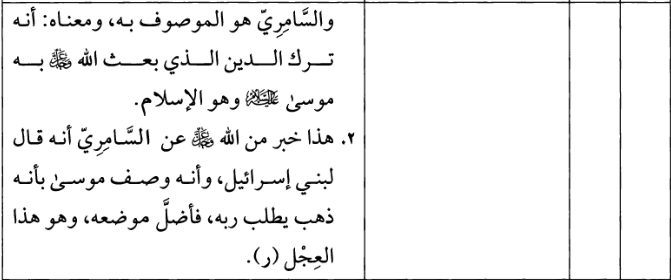 والسَّامِرِيّ هو الموصوف به، ومعناه: أنه
ترك الدين الذي بعث الله ﷻ به
موسىٰ ﵇ وهو الإسلام.
٢. هذا خبر من الله ﷻ عن السَّامِرِيّ أنه قال
لبني إسرائيل، وأنه وصف موسىٰ بأنه
ذهب يطلب ربه، فأضلَّ موضعه، وهو هذا
العِجْل (ر).